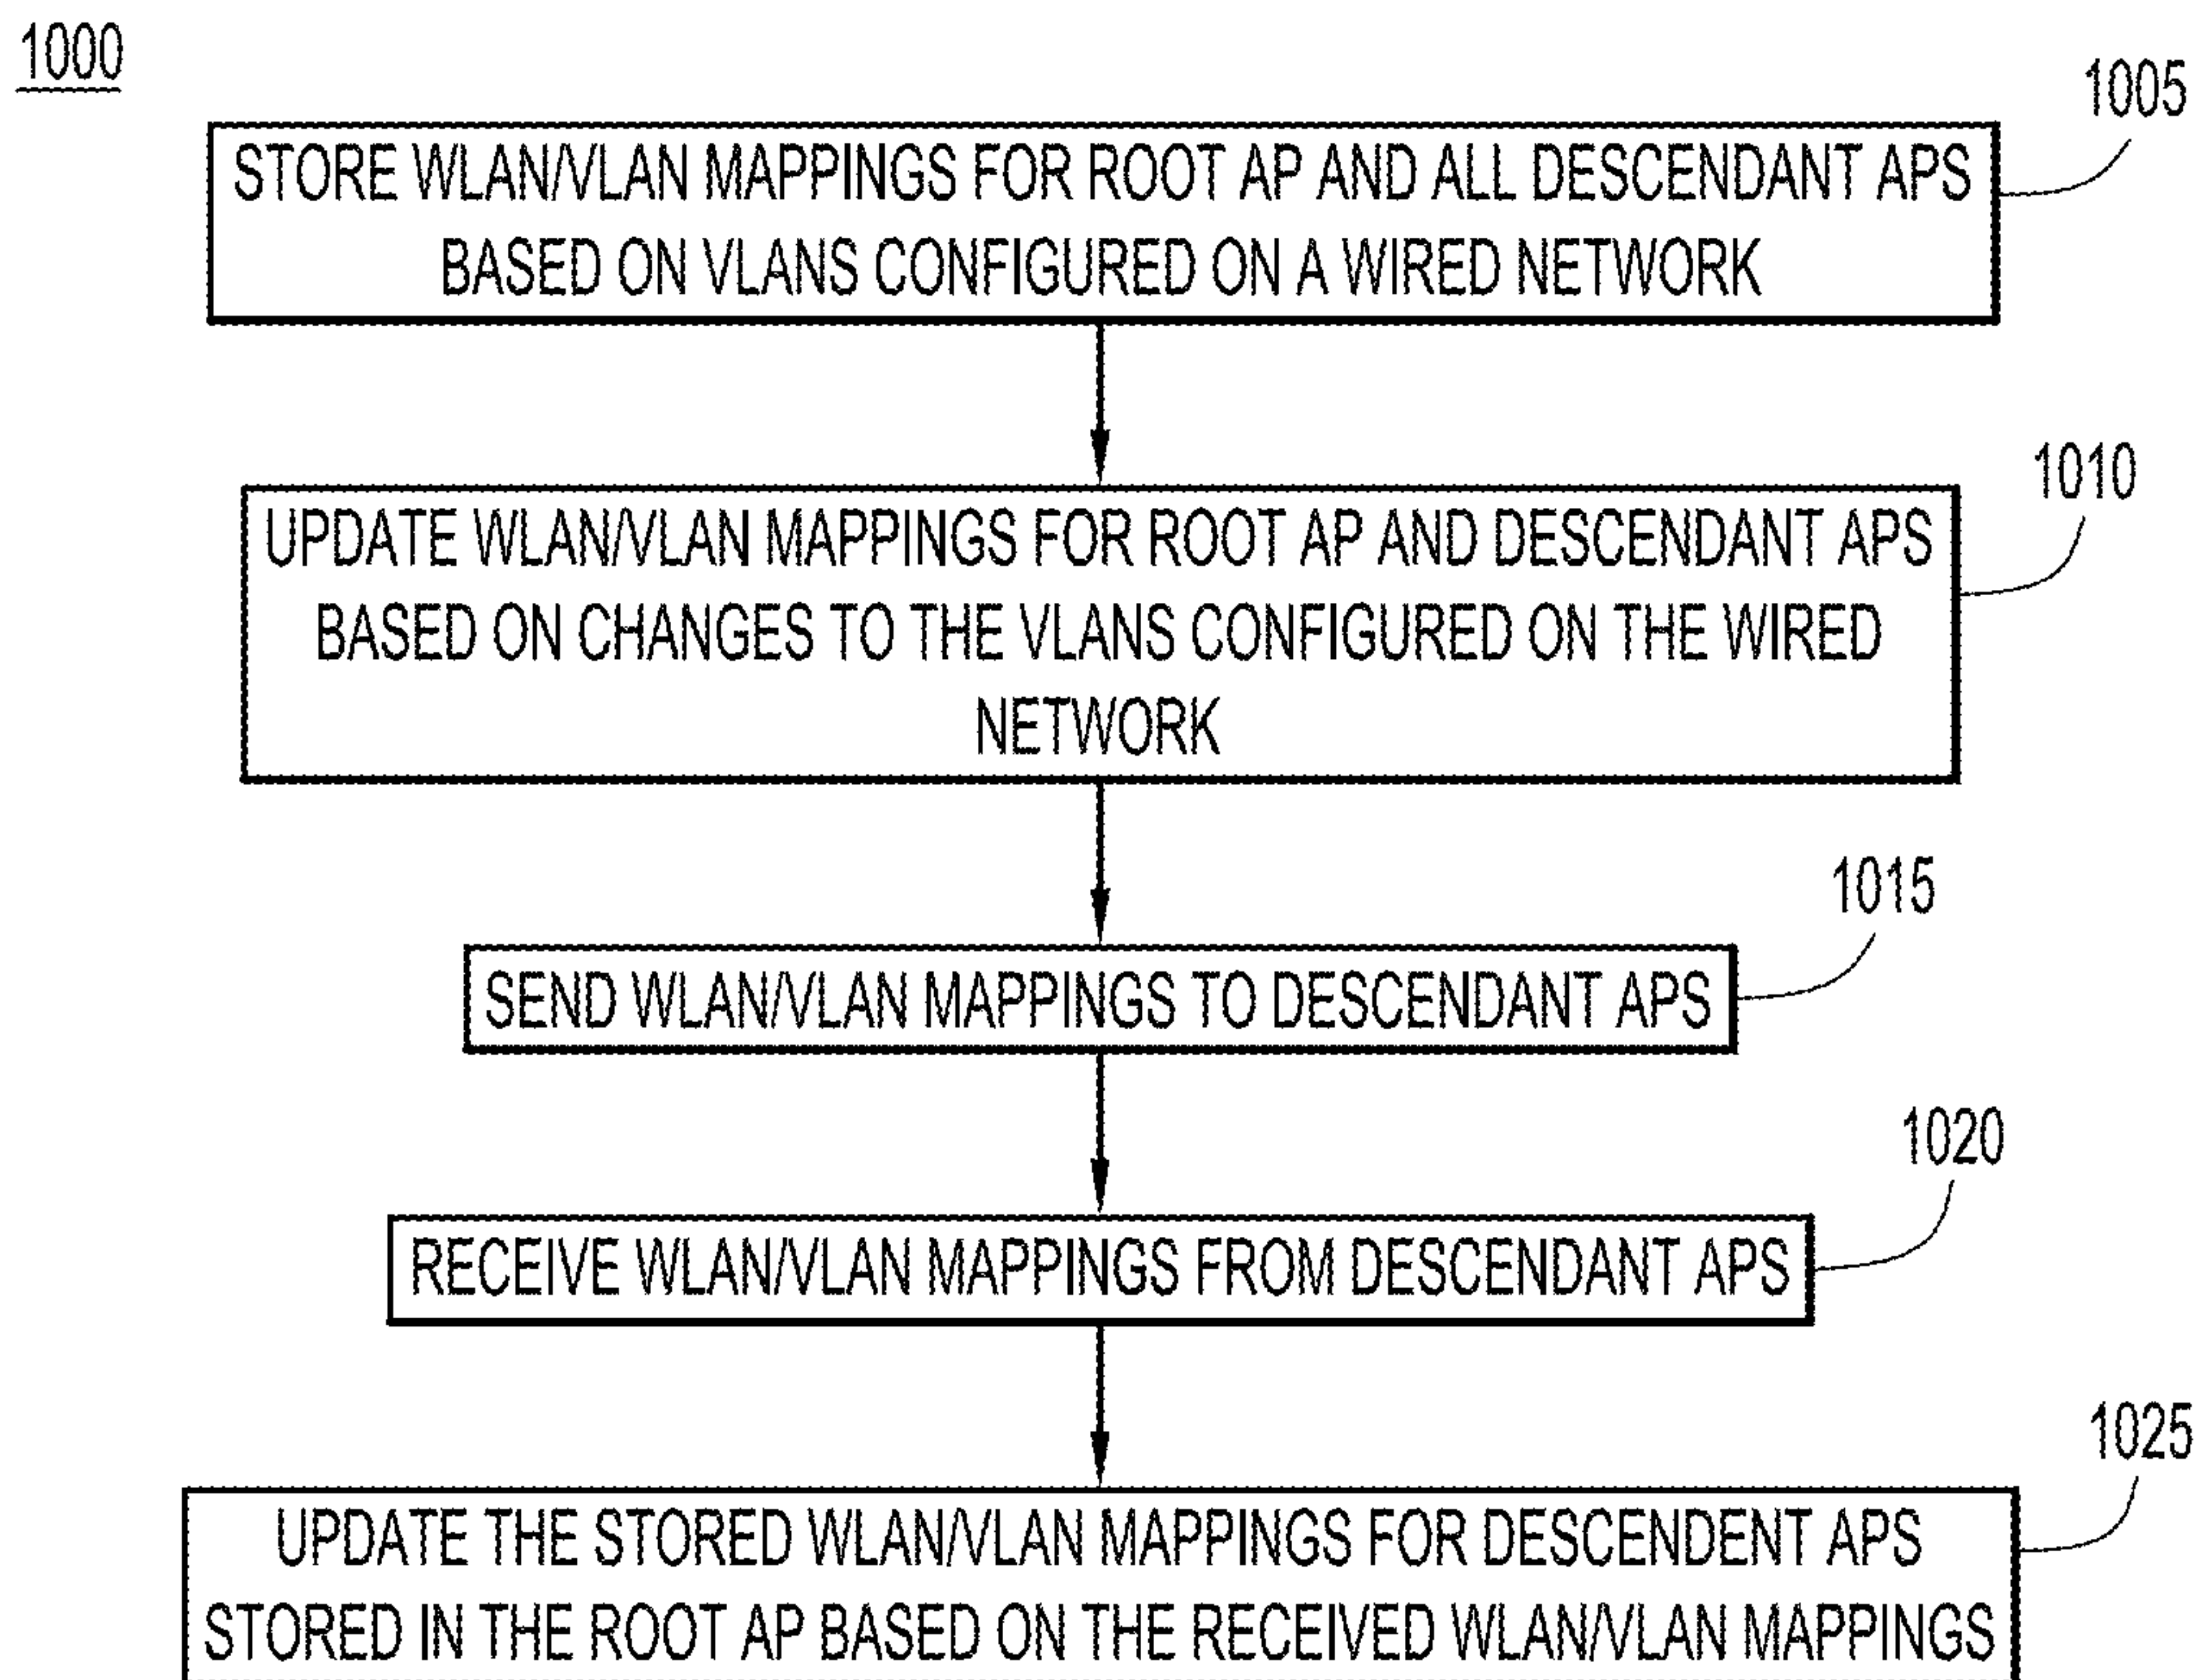 1000
1005
STORE WLAN/VLAN MAPPINGS FOR ROOT AP AND ALL DESCENDANT APS
BASED ON VLANS CONFIGURED ON A WIRED NETWORK
1010
UPDATE WLAN/VLAN MAPPINGS FOR ROOT AP AND DESCENDANT APS
BASED ON CHANGES TO THE VLANS CONFIGURED ON THE WIRED
NETWORK
1015
SEND WLAN/VLAN MAPPINGS TO DESCENDANT APS
1020
RECEIVE WLAN/VLAN MAPPINGS FROM DESCENDANT APS
1025
UPDATE THE STORED WLAN/VLAN MAPPINGS FOR DESCENDENT APS
STORED IN THE ROOT AP BASED ON THE RECEIVED WLAN/VLAN MAPPINGS